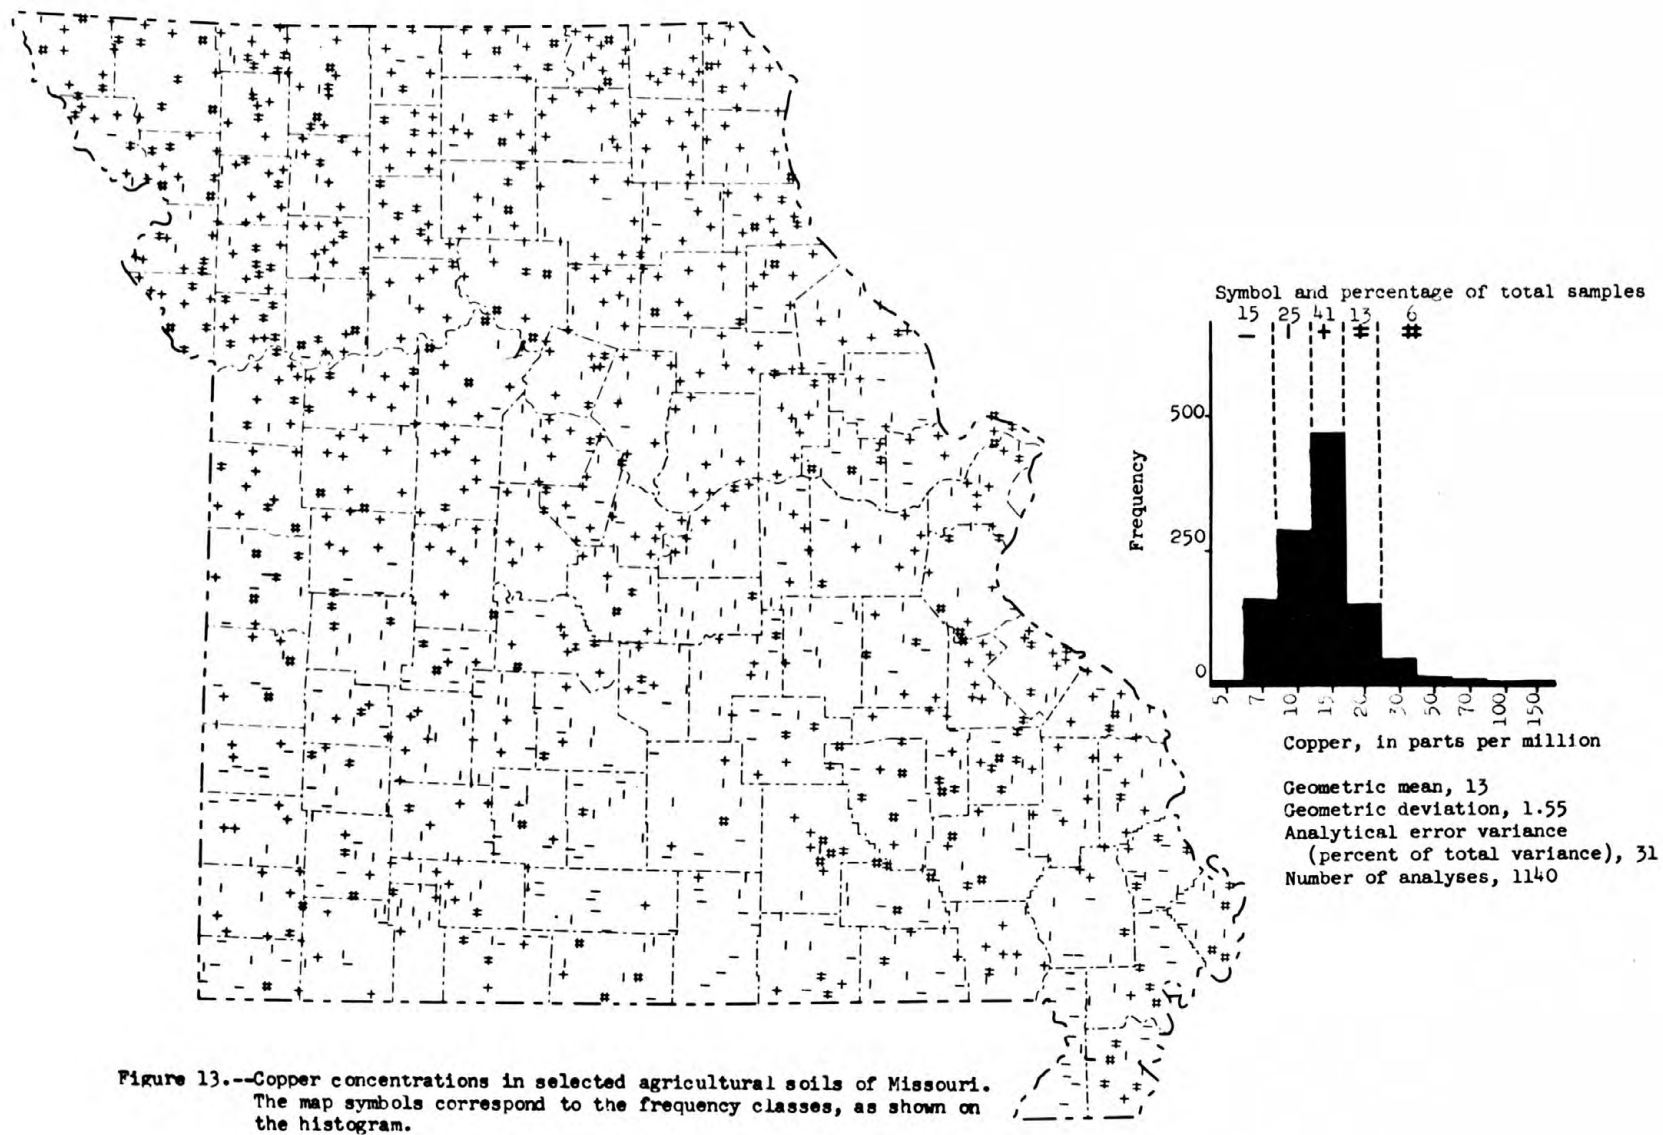 Symbol and percentage of total samples
15 25 41 13 6
500
250
0
Frequency
5 7 10 15 20 30 50 70 100 150
Copper, in parts per million
Geometric mean, 13
Geometric deviation, 1.55
Analytical error variance
(percent of total variance), 31
Number of analyses, 1140
Figure 13.--Copper concentrations in selected agricultural soils of Missouri.
The map symbols correspond to the frequency classes, as shown on
the histogram.